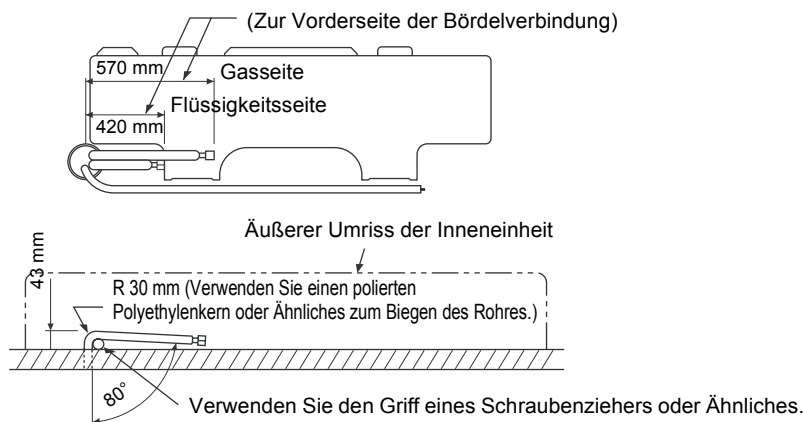 (Zur Vorderseite der Bördelverbindung)
570 mm
Gasseite
Flüssigkeitsseite
420 mm
Äußerer Umriss der Inneneinheit
43 mm
R 30 mm (Verwenden Sie einen polierten
Polyethylenkern oder Ähnliches zum Biegen des Rohres.)
80°
Verwenden Sie den Griff eines Schraubenziehers oder Ähnliches.